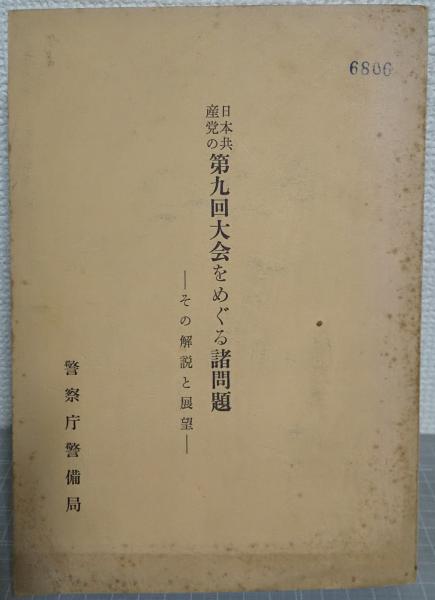 6806
日本共
産党の
第九回大会をめぐる諸問題
―その解説と展望―
警察庁警備局